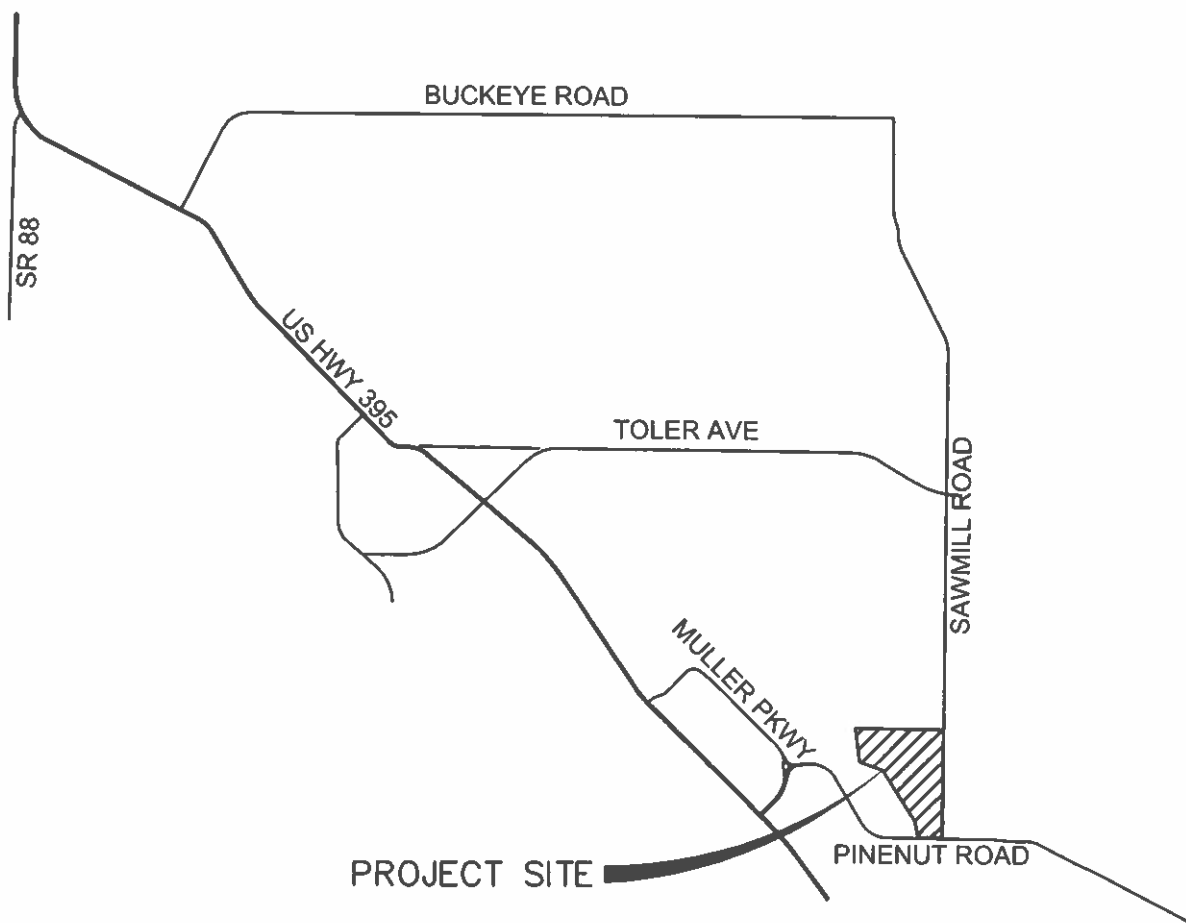 BUCKEYE ROAD
SR 88
US HWY 395
TOLER AVE
SAWMILL ROAD
MULLER PKWY
PINENUT ROAD
PROJECT SITE